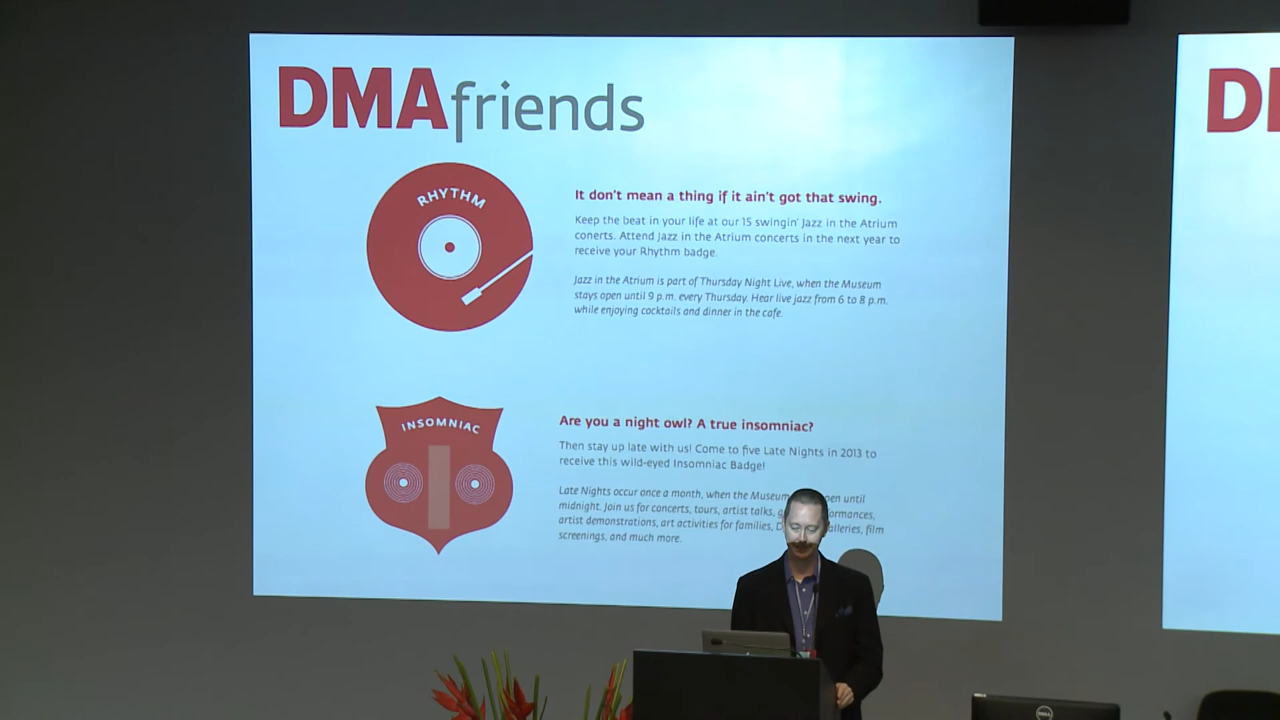 DMAfriends
RHYTHM
It don't mean a thing if it ain't got that swing.
Keep the beat in your life at our 15 swingin' Jazz in the Atrium
conerts. Attend Jazz in the Atrium concerts in the next year to
receive your Rhythm badge.
Jazz in the Atrium is part of Thursday Night Live, when the Museum
stays open until 9 p.m. every Thursday. Hear live jazz from 6 to 8 p.m.
while enjoying cocktails and dinner in the cafe.
INSOMNIAC
Are you a night owl? A true insomniac?
Then stay up late with us! Come to five Late Nights in 2013 to
receive this wild-eyed Insomniac Badge!
Late Nights occur once a month, when the Museum until
midnight. Join us for concerts, tours, artist talks,
artist demonstrations, art activities for families, film
screenings, and much more.
DELL